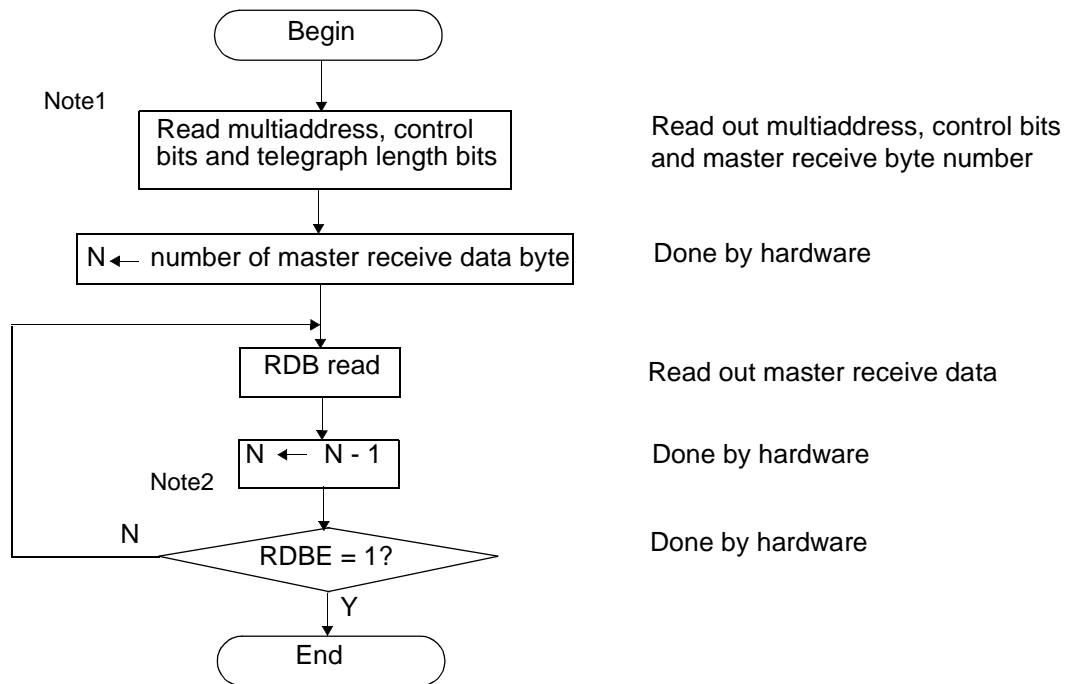 Begin
Note1
Read multiaddress, control
bits and telegraph length bits
Read out multiaddress, control bits
and master receive byte number
N ← number of master receive data byte
Done by hardware
RDB read
Read out master receive data
N ← N - 1
Done by hardware
Note2
N
RDBE = 1?
Done by hardware
Y
End